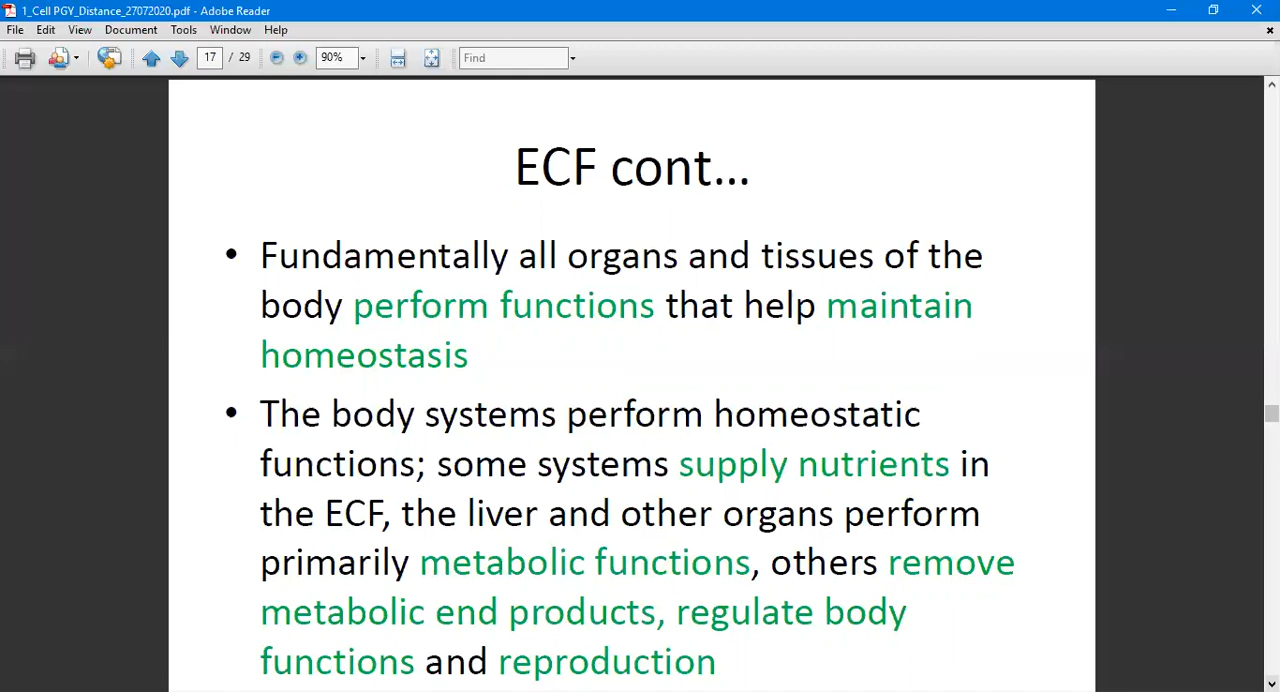 1_Cell PGY_Distance_27072020.pdf - Adobe Reader
File Edit View Document Tools Window Help
17 / 29 90% Find
ECF cont...
• Fundamentally all organs and tissues of the
body perform functions that help maintain
homeostasis
• The body systems perform homeostatic
functions; some systems supply nutrients in
the ECF, the liver and other organs perform
primarily metabolic functions, others remove
metabolic end products, regulate body
functions and reproduction